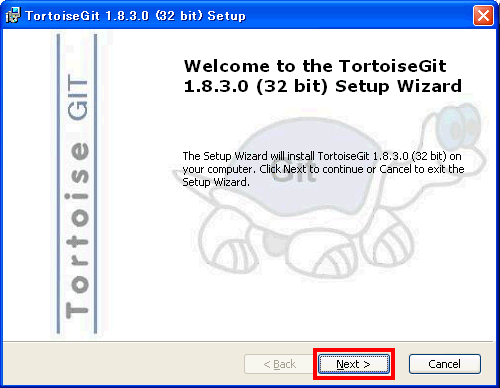 TortoiseGit 1.8.3.0 (32 bit) Setup
Welcome to the TortoiseGit
1.8.3.0 (32 bit) Setup Wizard
The Setup Wizard will install TortoiseGit 1.8.3.0 (32 bit) on
your computer. Click Next to continue or Cancel to exit the
Setup Wizard.
Git
Tortoise GIT
< Back
Next >
Cancel